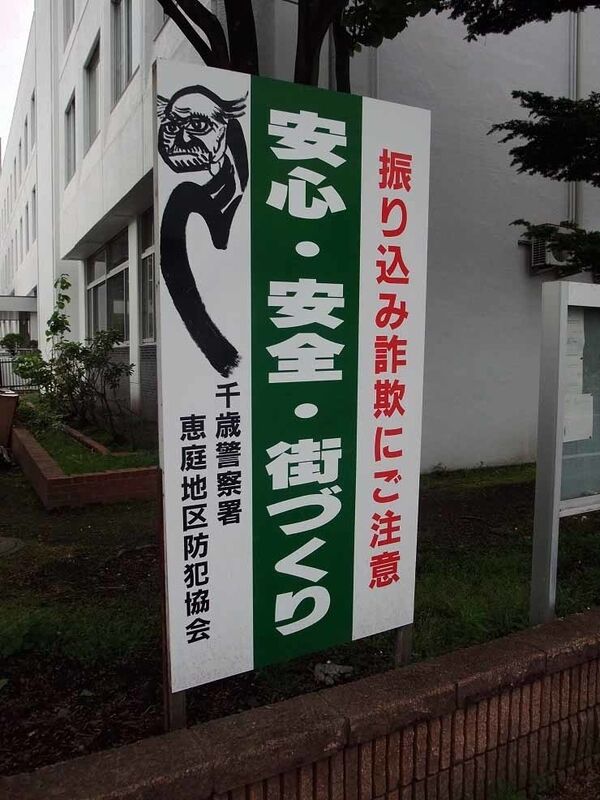 振り込み詐欺にご注意
安心・安全・街づくり
千歳警察署
恵庭地区防犯協会